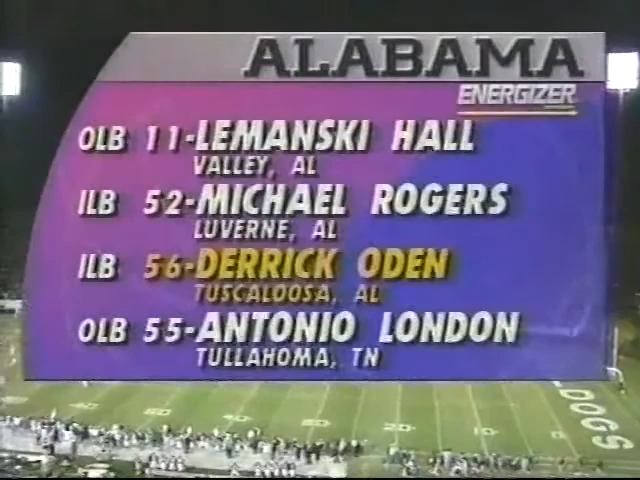 ALABAMA
ENERGIZER
OLB 11-LEMANSKI HALL
VALLEY, AL
ILB 52-MICHAEL ROGERS
LUVERNE, AL
ILB 56-DERRICK ODEN
TUSCALOOSA, AL
OLB 55-ANTONIO LONDON
TULLAHOMA, TN
LDOGS